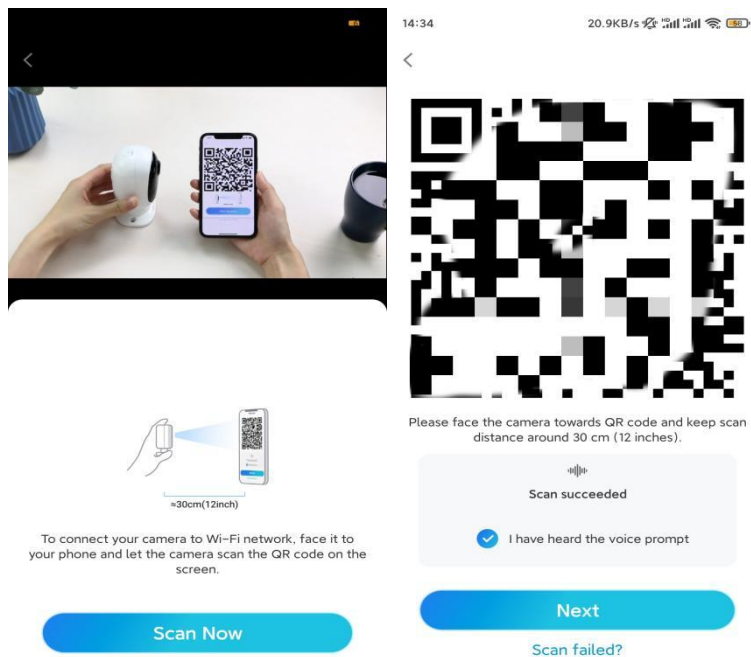 ≈30cm(12inch)
To connect your camera to Wi-Fi network, face it to
your phone and let the camera scan the QR code on the
screen.
Scan Now
14:34
20.9KB/s
HD
HD
58
Please face the camera towards QR code and keep scan
distance around 30 cm (12 inches).
Scan succeeded
I have heard the voice prompt
Next
Scan failed?